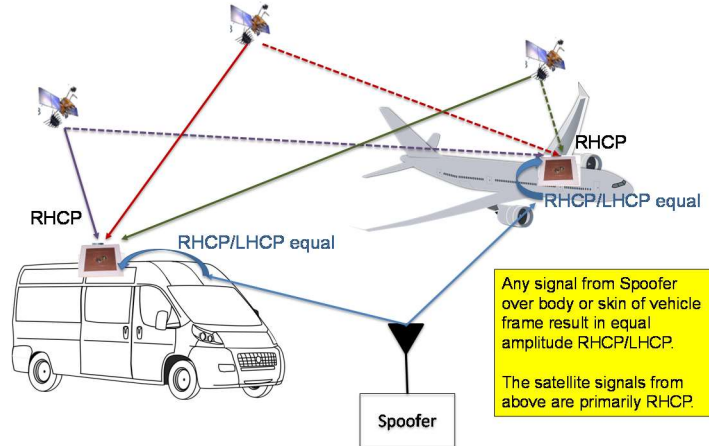 RHCP
RHCP
RHCP/LHCP equal
RHCP/LHCP equal
Any signal from Spoofer
over body or skin of vehicle
frame result in equal
amplitude RHCP/LHCP.
The satellite signals from
above are primarily RHCP.
Spoofer